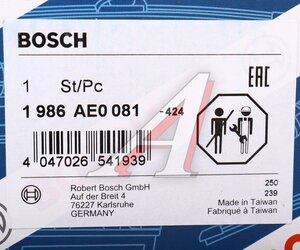 BOSCH
1 St/Pc
1 986 AE0 081 -424
EAC
4 047026 541939
Robert Bosch GmbH
Auf der Breit 4
76227 Karlsruhe
GERMANY
250
239
Made in Taiwan
Fabriqué à Taiwan